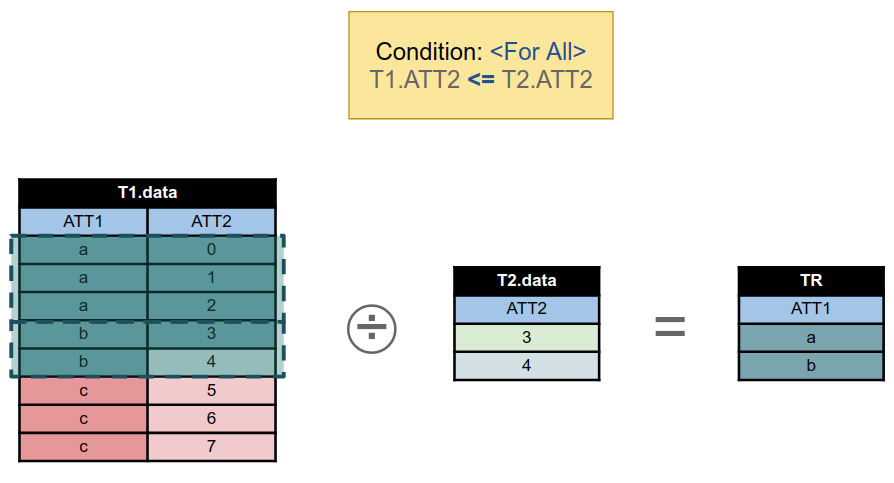 Condition: <For All>
T1.ATT2 <= T2.ATT2
T1.data
ATT1 ATT2
a 0
a 1
a 2
b 3
b 4
c 5
c 6
c 7
÷
T2.data
ATT2
3
4
=
TR
ATT1
a
b